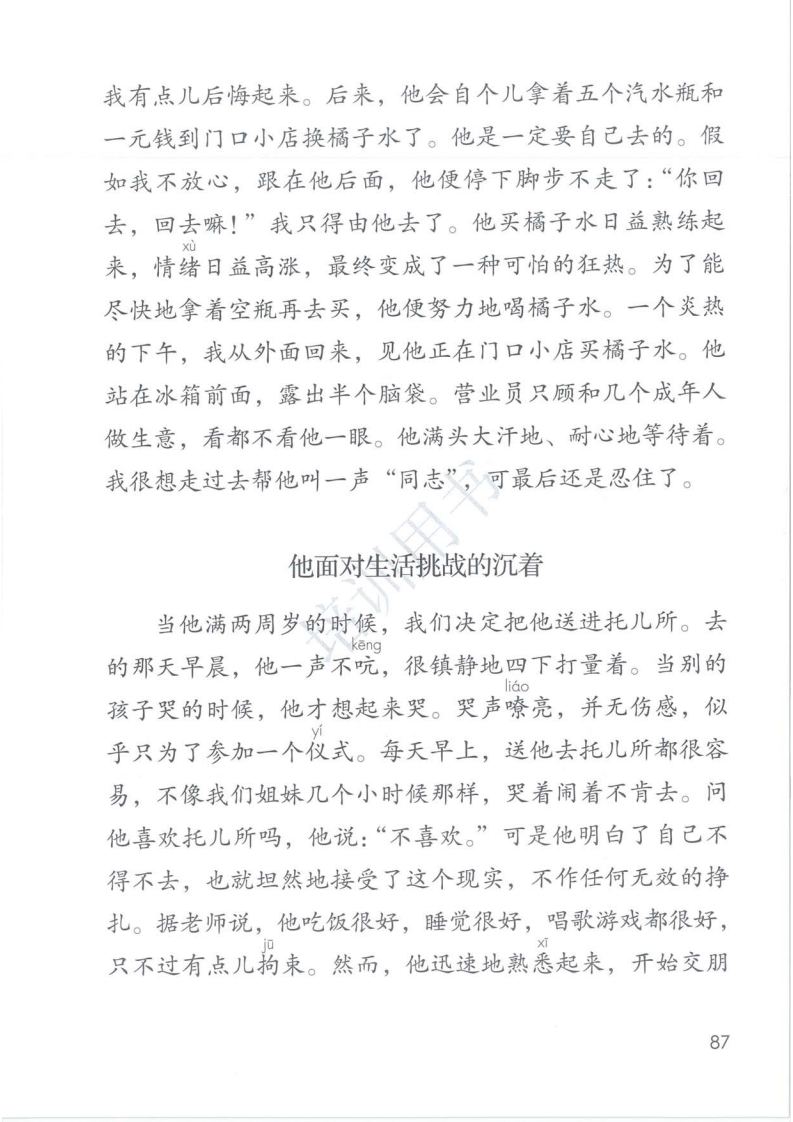 我有点儿后悔起来。后来，他会自个儿拿着五个汽水瓶和
一元钱到门口小店换橘子水了。他是一定要自己去的。假
如我不放心，跟在他后面，他便停下脚步不走了：“你回
去，回去嘛！”我只得由他去了。他买橘子水日益熟练起
xù
来，情绪日益高涨，最终变成了一种可怕的狂热。为了能
尽快地拿着空瓶再去买，他便努力地喝橘子水。一个炎热
的下午，我从外面回来，见他正在门口小店买橘子水。他
站在冰箱前面，露出半个脑袋。营业员只顾和几个成年人
做生意，看都不看他一眼。他满头大汗地、耐心地等待着。
我很想走过去帮他叫一声“同志”，可最后还是忍住了。
培训用书
他面对生活挑战的沉着
当他满两周岁的时候，我们决定把他送进托儿所。去
kēng
的那天早晨，他一声不吭，很镇静地四下打量着。当别的
liáo
孩子哭的时候，他才想起来哭。哭声嘹亮，并无伤感，似
yí
乎只为了参加一个仪式。每天早上，送他去托儿所都很容
易，不像我们姐妹几个小时候那样，哭着闹着不肯去。问
他喜欢托儿所吗，他说：“不喜欢。”可是他明白了自己不
得不去，也就坦然地接受了这个现实，不作任何无效的挣
扎。据老师说，他吃饭很好，睡觉很好，唱歌游戏都很好，
jū xī
只不过有点儿拘束。然而，他迅速地熟悉起来，开始交朋
87